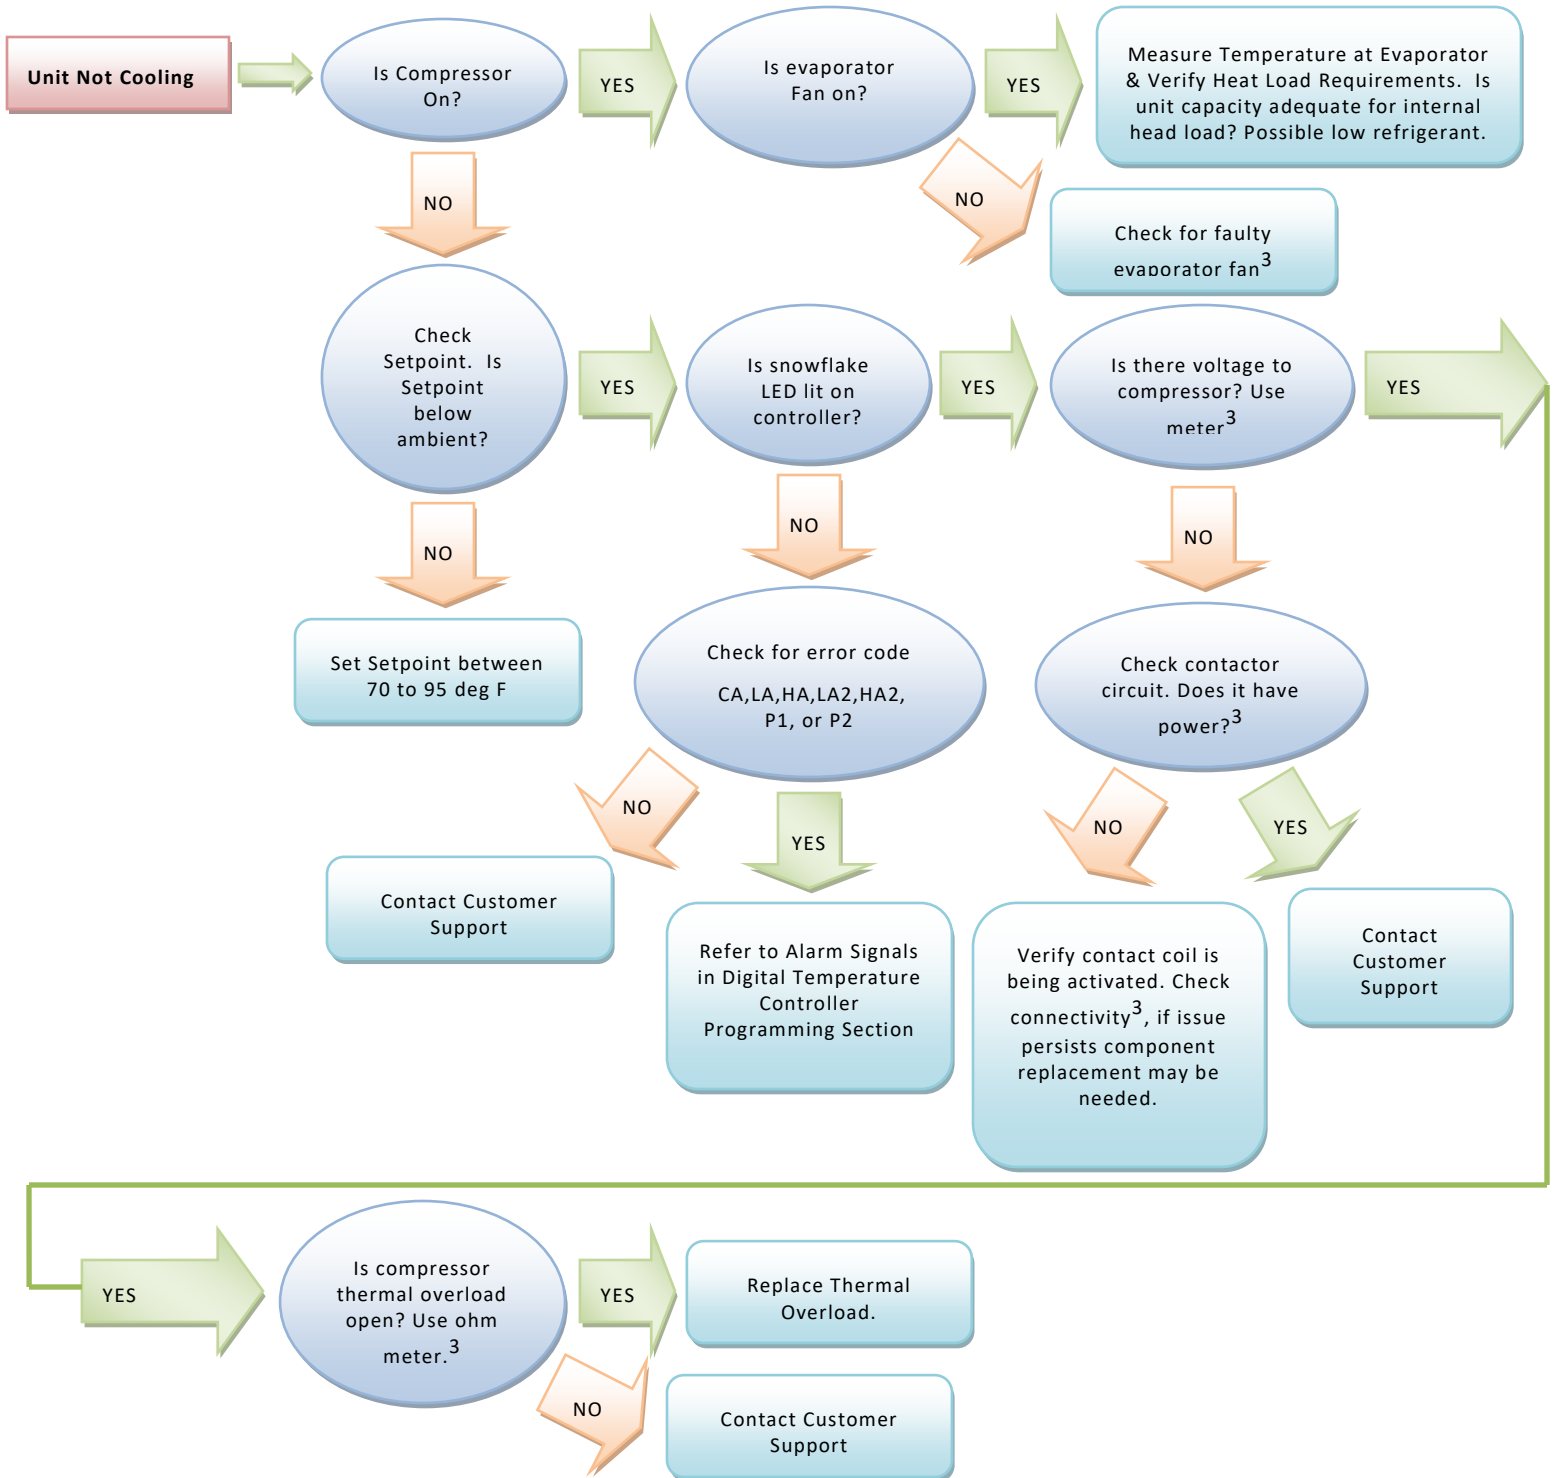 Unit Not Cooling
Is Compressor
On?
YES
Is evaporator
Fan on?
YES
Measure Temperature at Evaporator
& Verify Heat Load Requirements.  Is
unit capacity adequate for internal
head load? Possible low refrigerant.
NO
NO
Check for faulty
evaporator fan3
Check
Setpoint.  Is
Setpoint
below
ambient?
YES
Is snowflake
LED lit on
controller?
YES
Is there voltage to
compressor? Use
meter3
YES
NO
NO
NO
Set Setpoint between
70 to 95 deg F
Check for error code
CA,LA,HA,LA2,HA2,
P1, or P2
Check contactor
circuit. Does it have
power?3
NO
YES
NO
YES
Contact Customer
Support
Refer to Alarm Signals
in Digital Temperature
Controller
Programming Section
Verify contact coil is
being activated. Check
connectivity3, if issue
persists component
replacement may be
needed.
Contact
Customer
Support
YES
Is compressor
thermal overload
open? Use ohm
meter.3
YES
Replace Thermal
Overload.
NO
Contact Customer
Support